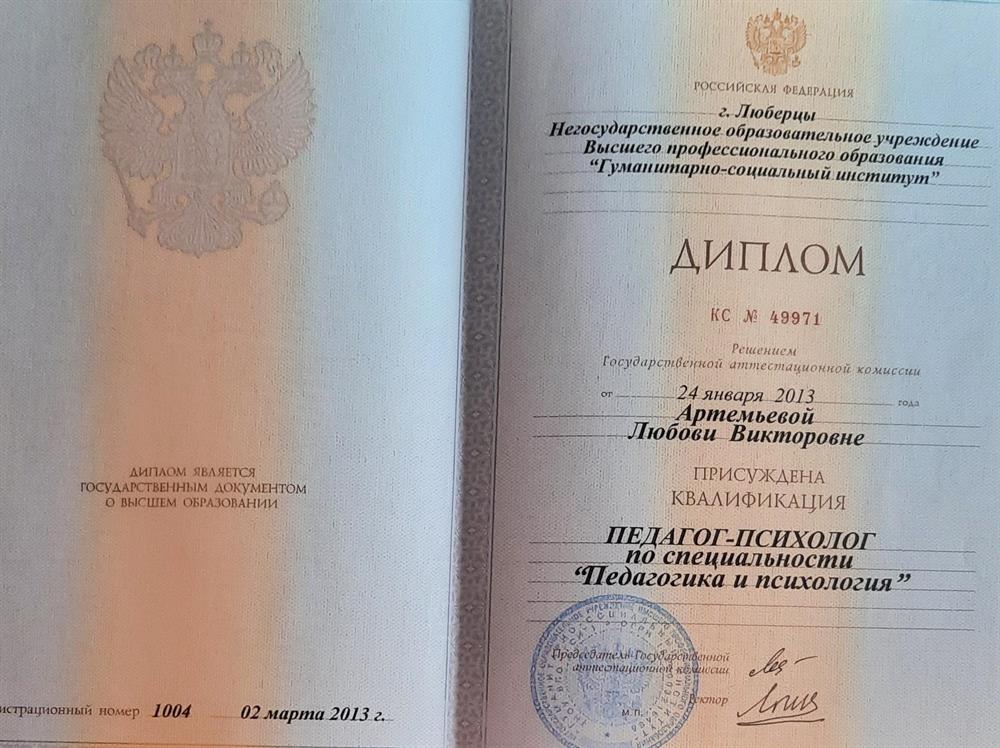 ДИПЛОМ ЯВЛЯЕТСЯ
ГОСУДАРСТВЕННЫМ ДОКУМЕНТОМ
О ВЫСШЕМ ОБРАЗОВАНИИ
истрационный номер 1004 02 марта 2013 г.
РОССИЙСКАЯ ФЕДЕРАЦИЯ
г. Люберцы
Негосударственное образовательное учреждение
Высшего профессионального образования
“Гуманитарно-социальный институт”
ДИПЛОМ
КС № 49971
Решением
Государственной аттестационной комиссии
от 24 января 2013 года
Артемьевой
Любови Викторовне
ПРИСУЖДЕНА
КВАЛИФИКАЦИЯ
ПЕДАГОГ-ПСИХОЛОГ
по специальности
“Педагогика и психология”
Председатель Государственной
аттестационной комиссии
Ректор
М.П.